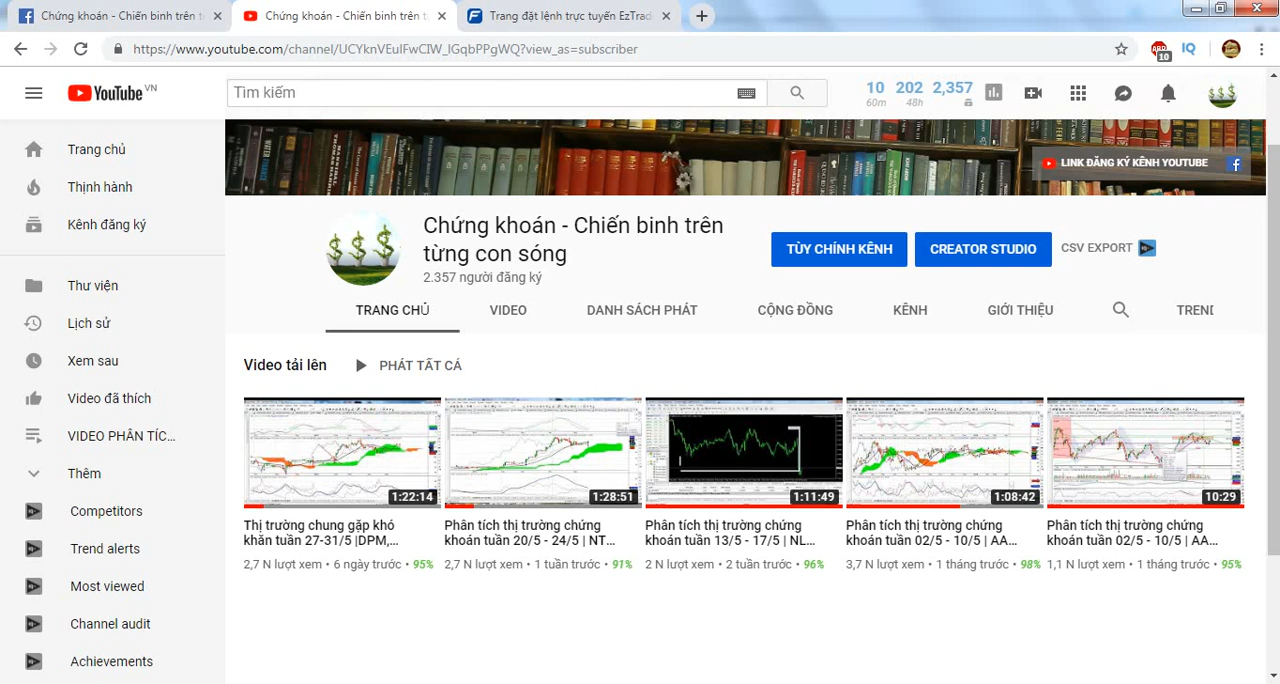 Chứng khoán - Chiến binh trên t
Chứng khoán - Chiến binh trên t
Trang đặt lệnh trực tuyến EzTrade
https://www.youtube.com/channel/UCYknVEulFwCIW_lGqbPPgWQ?view_as=subscriber
10
IQ
YouTube VN
Tìm kiếm
10 202 2,357
60m 48h
Trang chủ
Thịnh hành
Kênh đăng ký
Thư viện
Lịch sử
Xem sau
Video đã thích
VIDEO PHÂN TÍC...
Thêm
Competitors
Trend alerts
Most viewed
Channel audit
Achievements
LINK ĐĂNG KÝ KÊNH YOUTUBE
Chứng khoán - Chiến binh trên
từng con sóng
2.357 người đăng ký
TÙY CHỈNH KÊNH
CREATOR STUDIO
CSV EXPORT
TRANG CHỦ VIDEO DANH SÁCH PHÁT CỘNG ĐỒNG KÊNH GIỚI THIỆU TREND
Video tải lên PHÁT TẤT CẢ
1:22:14
Thị trường chung gặp khó
khăn tuần 27-31/5 |DPM,...
2,7 N lượt xem • 6 ngày trước • 95%
1:28:51
Phân tích thị trường chứng
khoán tuần 20/5 - 24/5 | NT...
2,7 N lượt xem • 1 tuần trước • 91%
1:11:49
Phân tích thị trường chứng
khoán tuần 13/5 - 17/5 | NL...
2 N lượt xem • 2 tuần trước • 96%
1:08:42
Phân tích thị trường chứng
khoán tuần 02/5 - 10/5 | AA...
3,7 N lượt xem • 1 tháng trước • 98%
10:29
Phân tích thị trường chứng
khoán tuần 02/5 - 10/5 | AA...
1,1 N lượt xem • 1 tháng trước • 95%